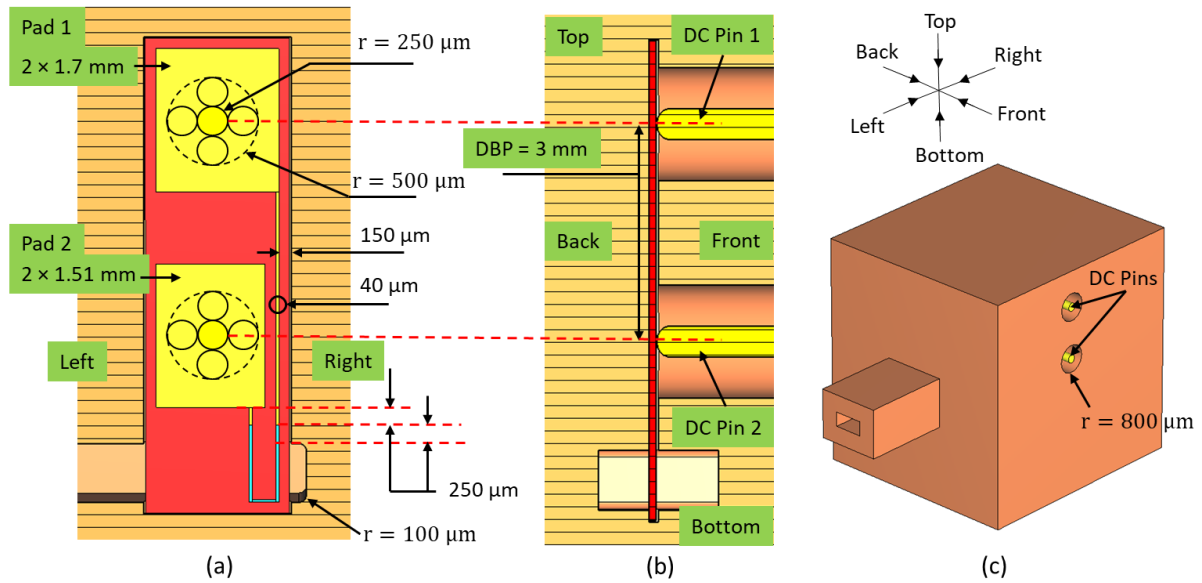 Pad 1
2 × 1.7 mm
r = 250 μm
r = 500 μm
150 μm
Pad 2
2 × 1.51 mm
40 μm
Left
Right
250 μm
r = 100 μm
(a)
Top
DC Pin 1
DBP = 3 mm
Back
Front
DC Pin 2
Bottom
(b)
Top
Back
Right
Left
Front
Bottom
DC Pins
r = 800 μm
(c)